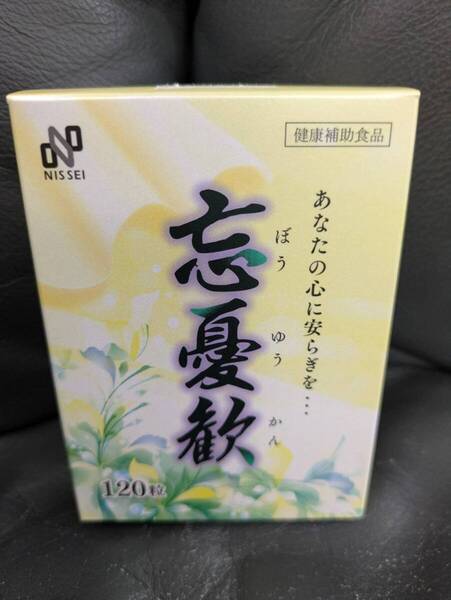 NISSEI
健康補助食品
あなたの心に安らぎを…
忘憂歓
ぼうゆうかん
120粒